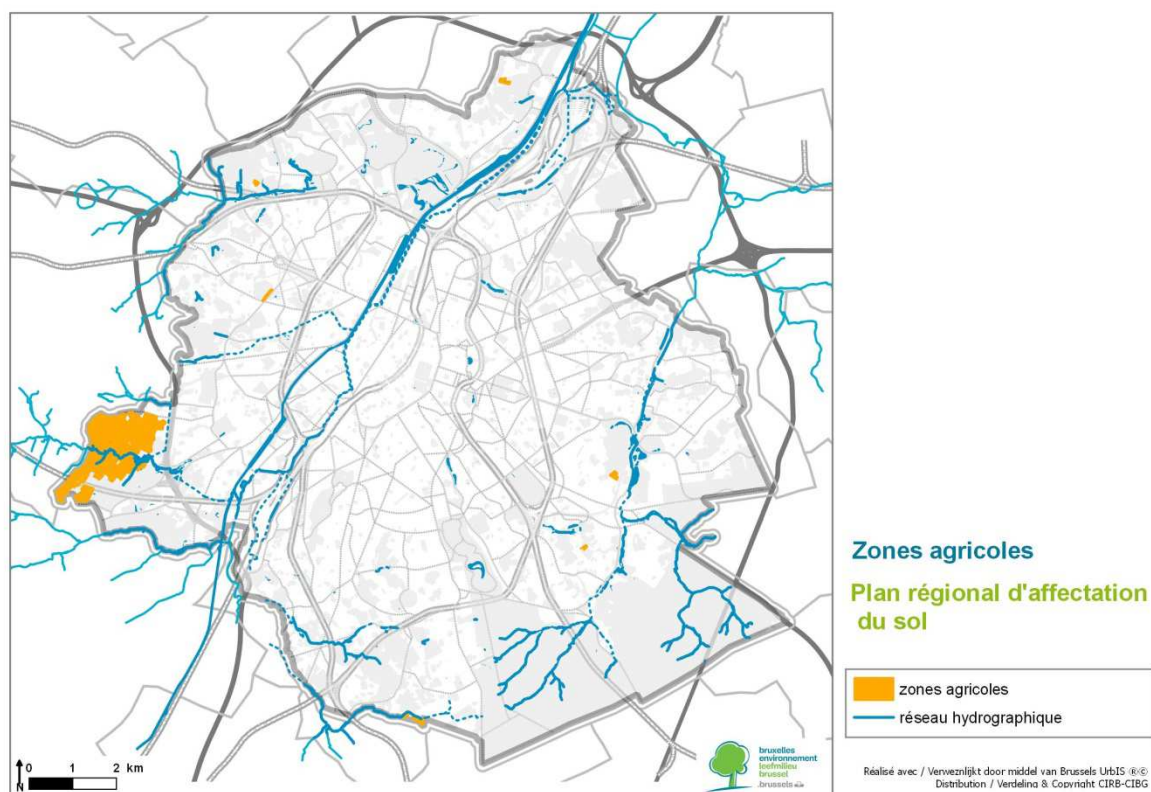 Zones agricoles
Plan régional d'affectation
du sol
zones agricoles
réseau hydrographique
0 1 2 km
N
bruxelles
environnement
leefmilieu
brussel
.brussels
Réalisé avec / Verweznlijkt door middel van Brussels UrbIS ®©
Distribution / Verdeling & Copyright CIRB-CIBG